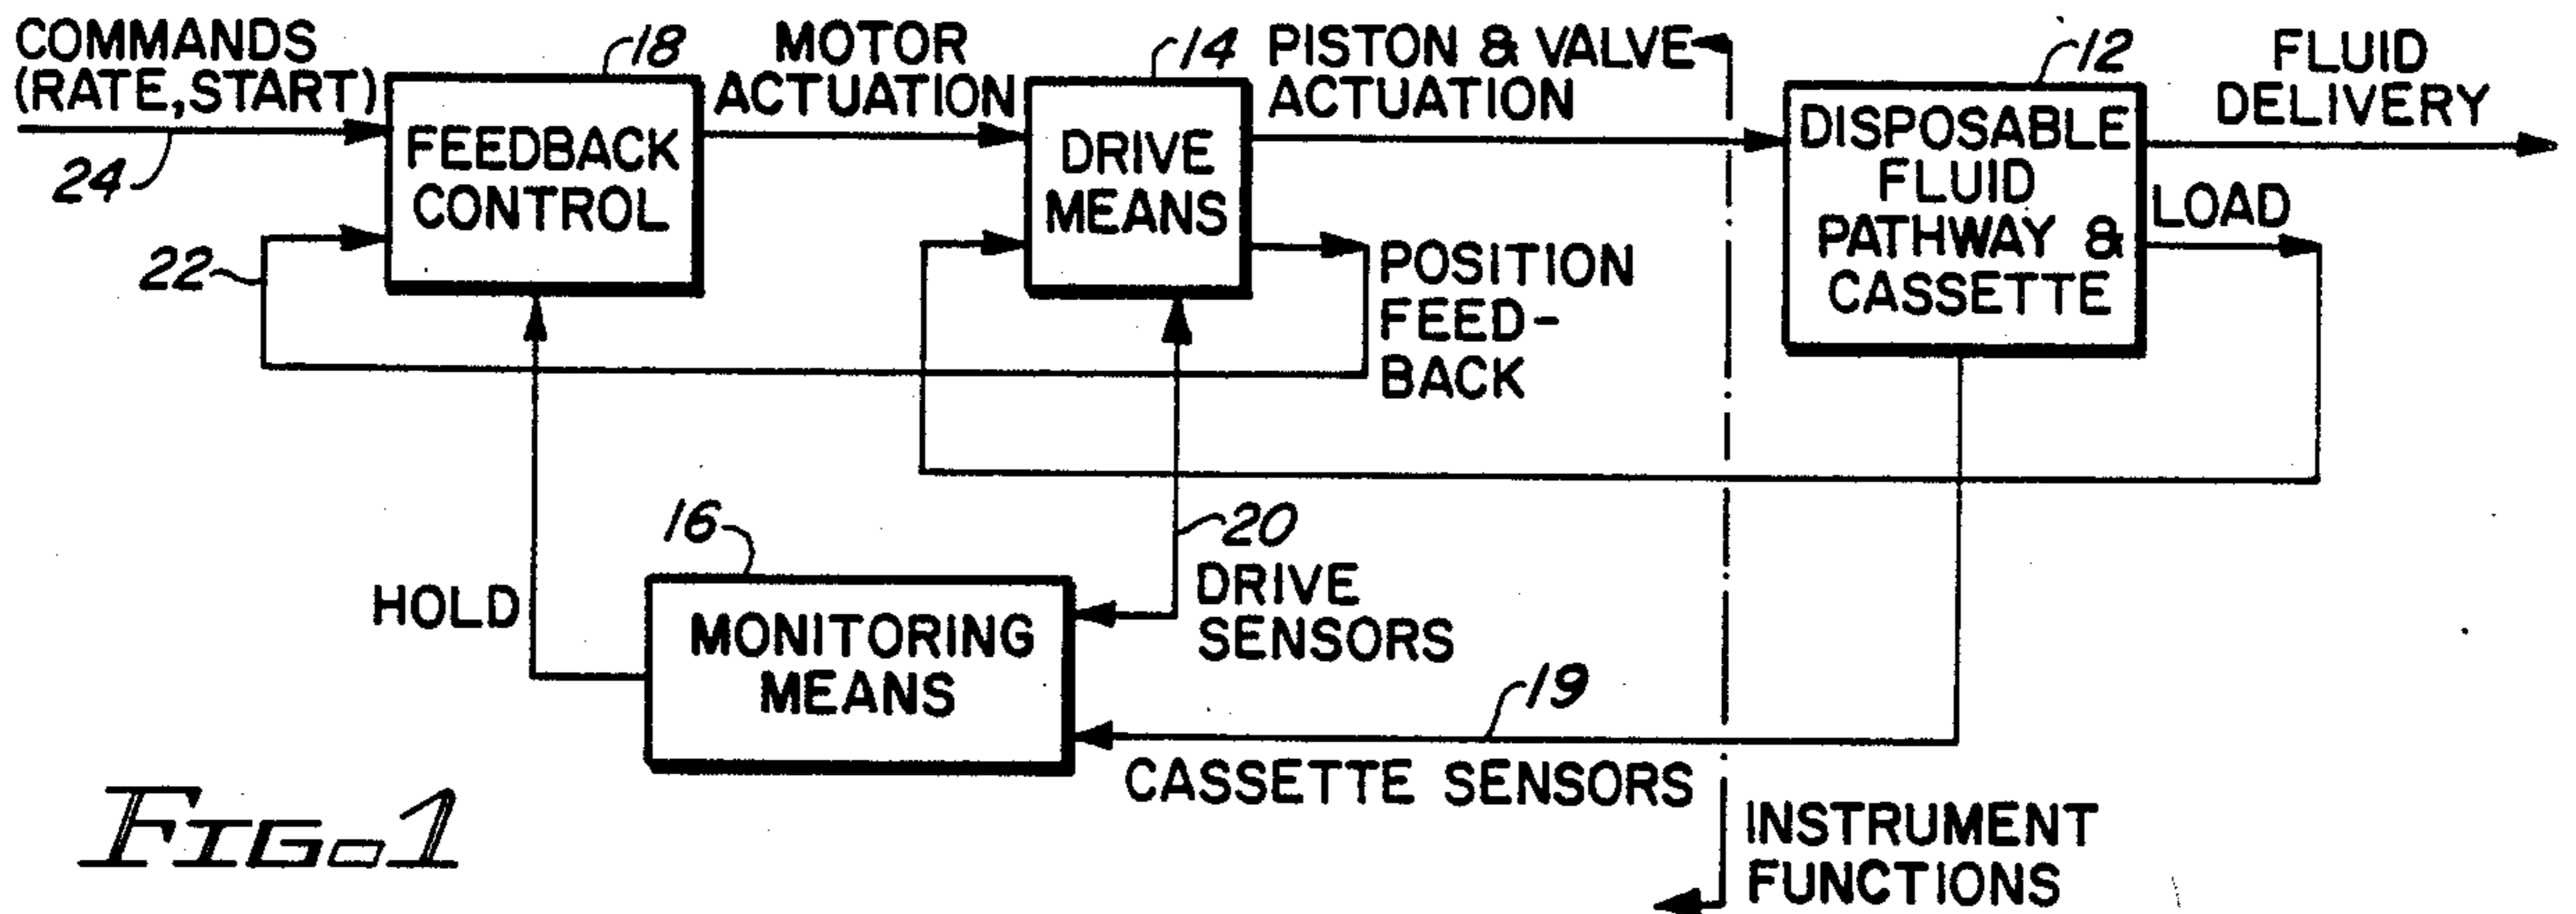 COMMANDS
(RATE, START)
24
22
18
FEEDBACK
CONTROL
MOTOR
ACTUATION
14
DRIVE
MEANS
PISTON & VALVE
ACTUATION
POSITION
FEED-
BACK
12
DISPOSABLE
FLUID
PATHWAY &
CASSETTE
FLUID
DELIVERY
LOAD
HOLD
16
MONITORING
MEANS
20
DRIVE
SENSORS
19
CASSETTE SENSORS
INSTRUMENT
FUNCTIONS
FIG. 1